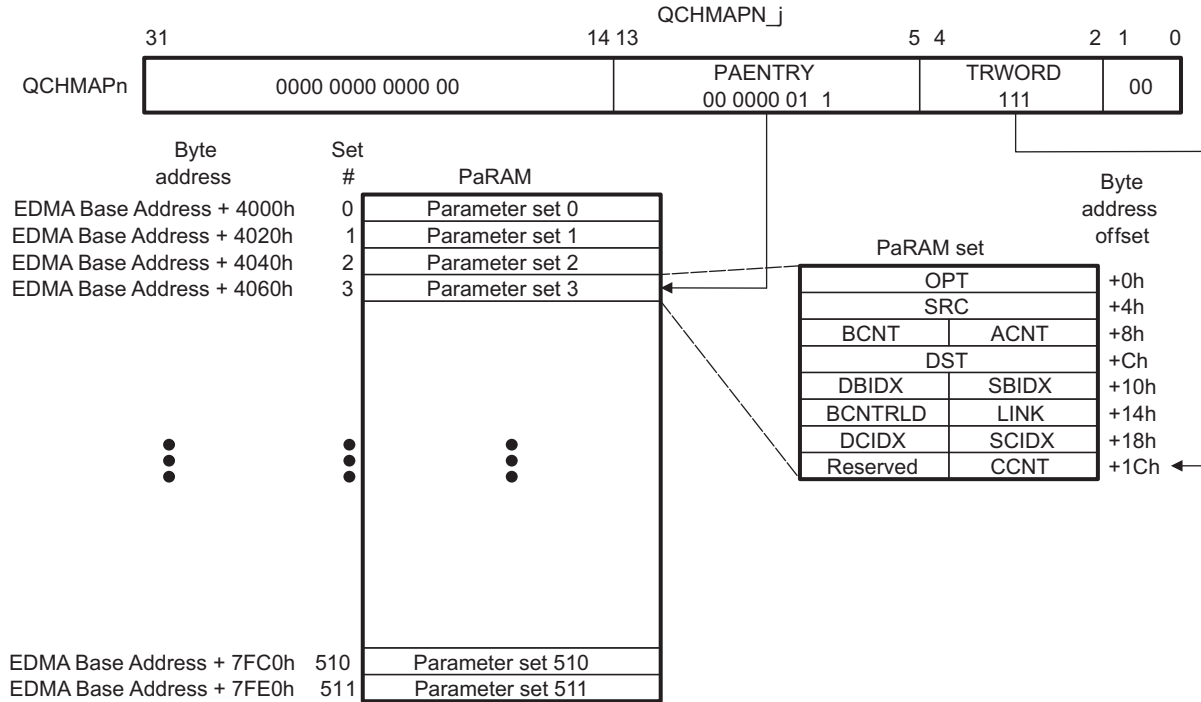 QCHMAPN_j
31 14 13 5 4 2 1 0
QCHMAPn 0000 0000 0000 00 PAENTRY 00 0000 01 1 TRWORD 111 00
Byte address Set # PaRAM
EDMA Base Address + 4000h 0 Parameter set 0
EDMA Base Address + 4020h 1 Parameter set 1
EDMA Base Address + 4040h 2 Parameter set 2
EDMA Base Address + 4060h 3 Parameter set 3
EDMA Base Address + 7FC0h 510 Parameter set 510
EDMA Base Address + 7FE0h 511 Parameter set 511
PaRAM set Byte address offset
OPT +0h
SRC +4h
BCNT ACNT +8h
DST +Ch
DBIDX SBIDX +10h
BCNTRLD LINK +14h
DCIDX SCIDX +18h
Reserved CCNT +1Ch